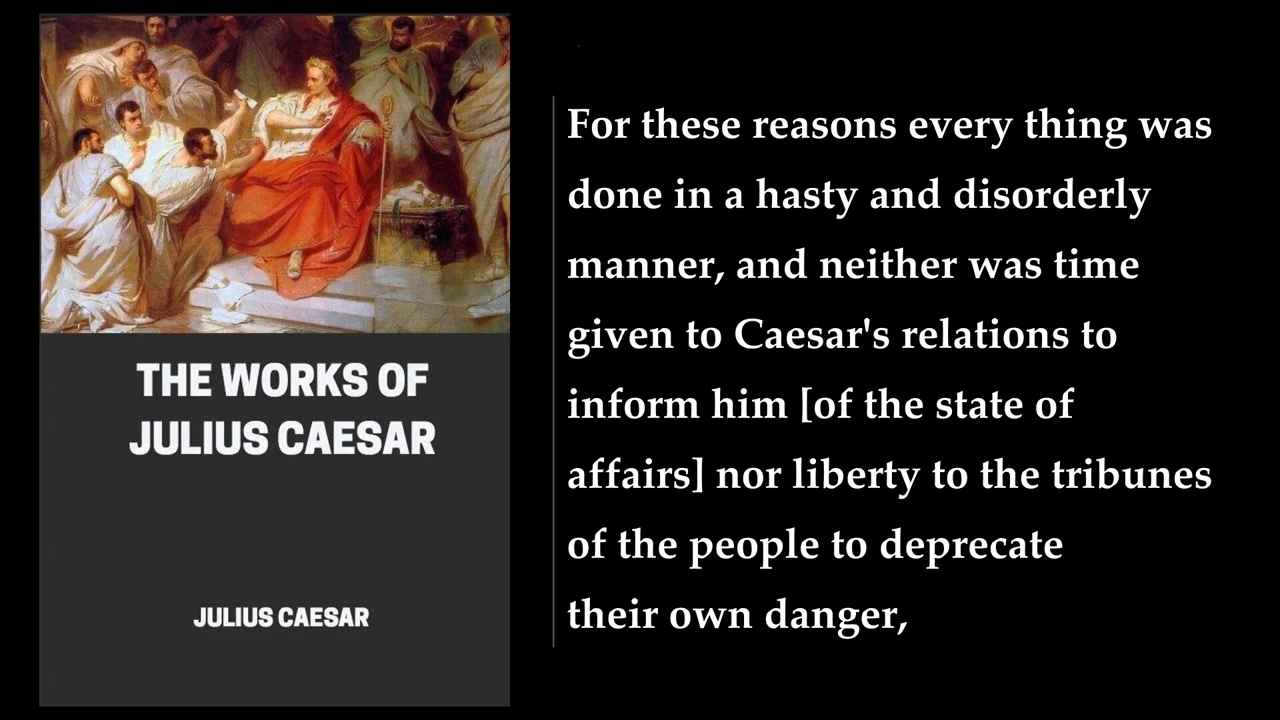 THE WORKS OF
JULIUS CAESAR
JULIUS CAESAR
For these reasons every thing was
done in a hasty and disorderly
manner, and neither was time
given to Caesar's relations to
inform him [of the state of
affairs] nor liberty to the tribunes
of the people to deprecate
their own danger,